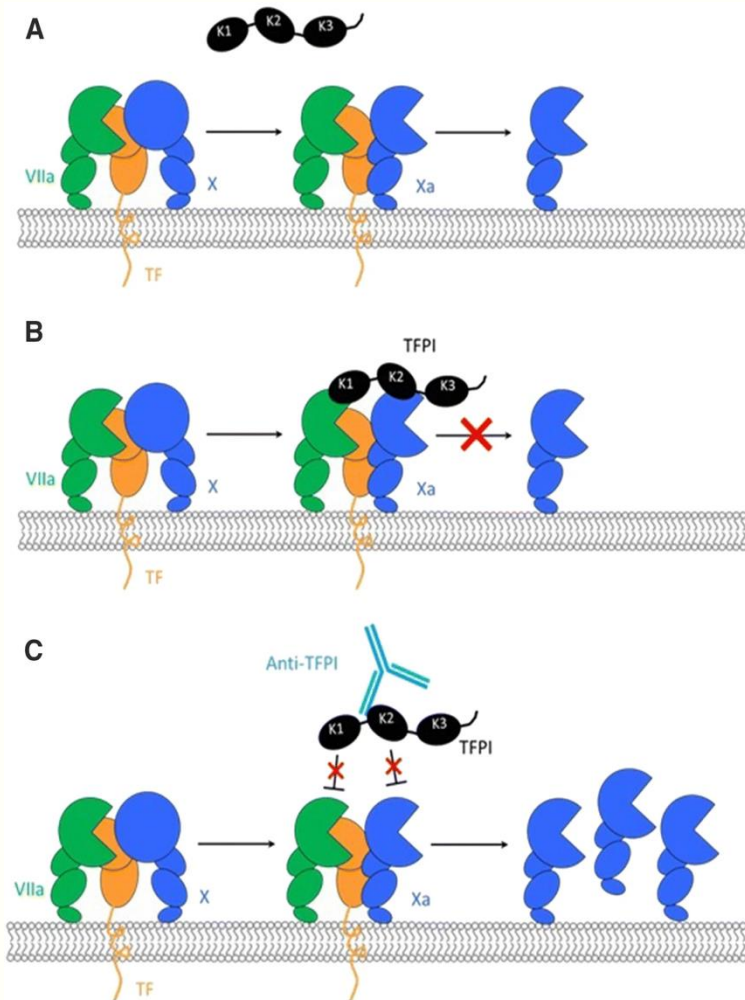 A
K1 K2 K3
VIIa
X
Xa
TF
B
TFPI
K1 K2 K3
VIIa
X
Xa
TF
C
Anti-TFPI
K1 K2 K3
TFPI
VIIa
X
Xa
TF